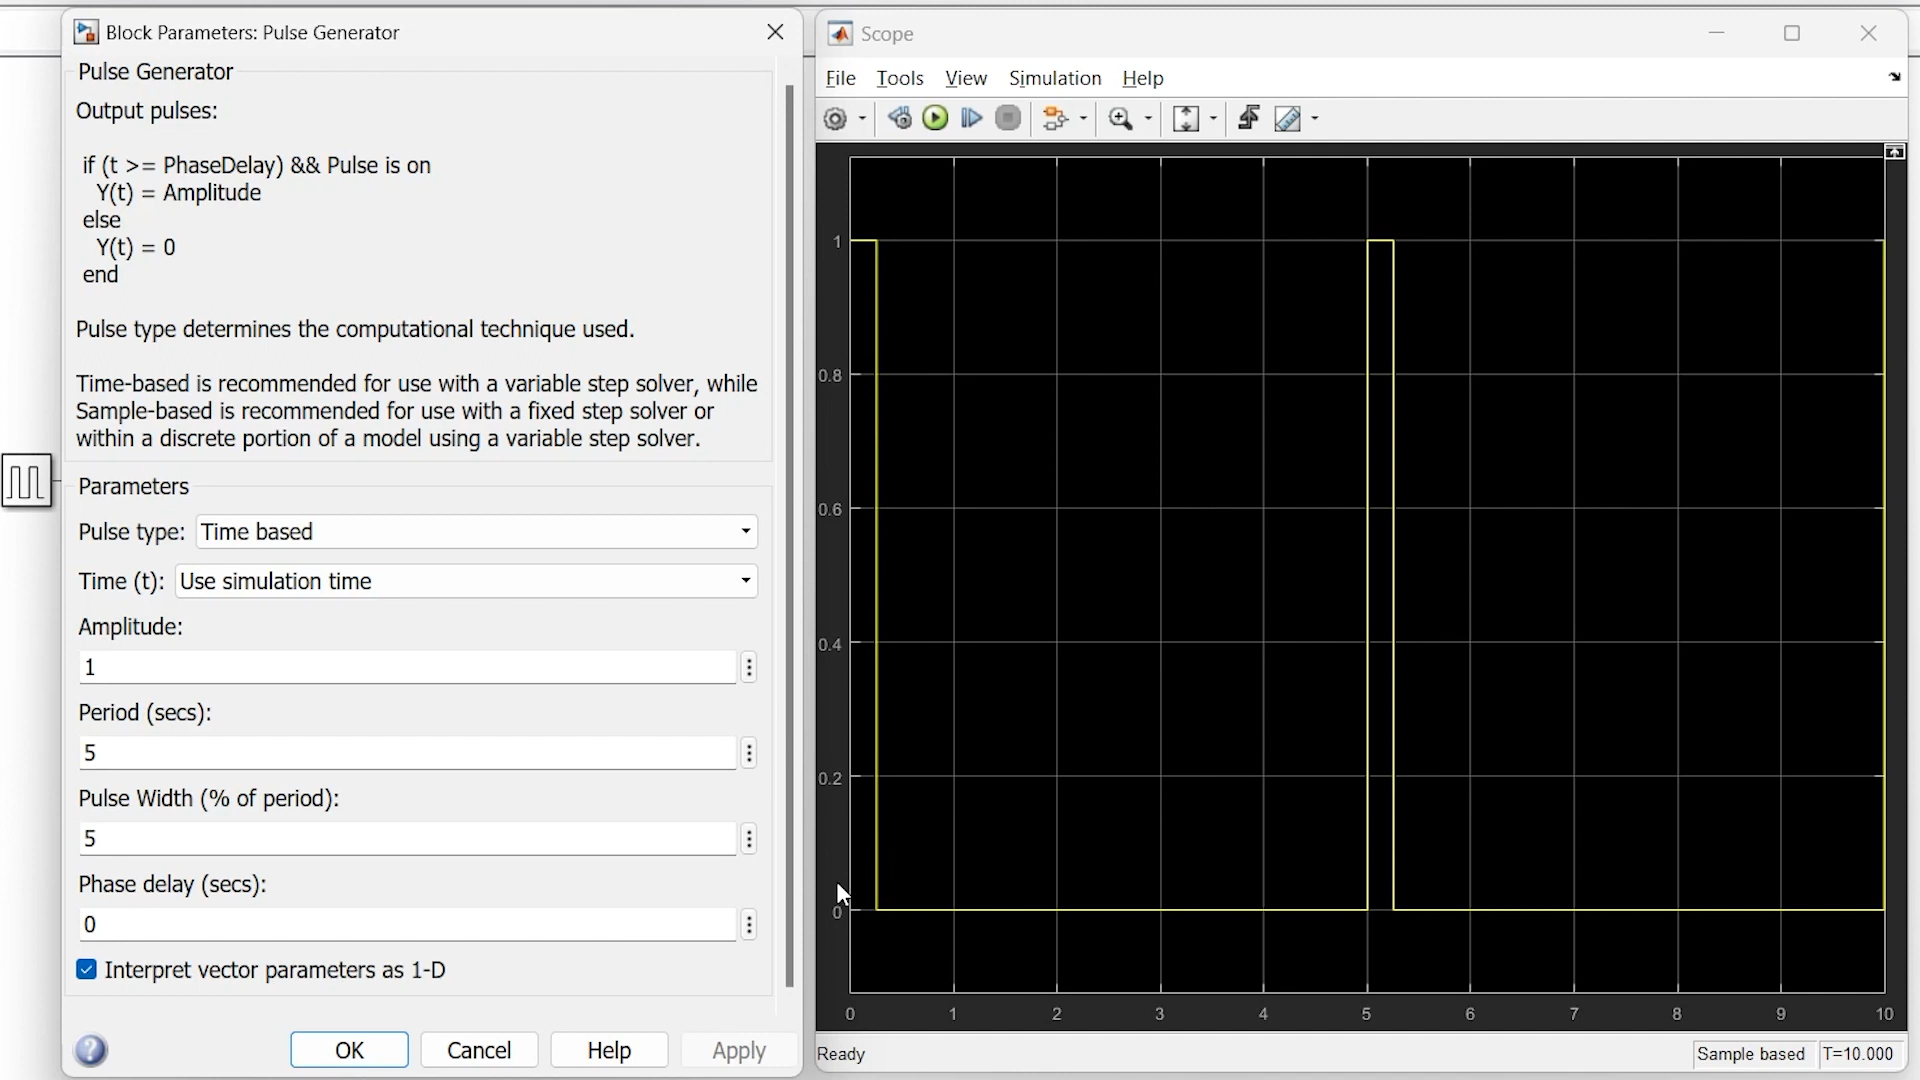 Block Parameters: Pulse Generator
Pulse Generator
Output pulses:
if (t >= PhaseDelay) && Pulse is on
Y(t) = Amplitude
else
Y(t) = 0
end
Pulse type determines the computational technique used.
Time-based is recommended for use with a variable step solver, while
Sample-based is recommended for use with a fixed step solver or
within a discrete portion of a model using a variable step solver.
Parameters
Pulse type: Time based
Time (t): Use simulation time
Amplitude:
1
Period (secs):
5
Pulse Width (% of period):
5
Phase delay (secs):
0
Interpret vector parameters as 1-D
OK Cancel Help Apply
Scope
File Tools View Simulation Help
1
0.8
0.6
0.4
0.2
0
0 1 2 3 4 5 6 7 8 9 10
Ready Sample based T=10.000